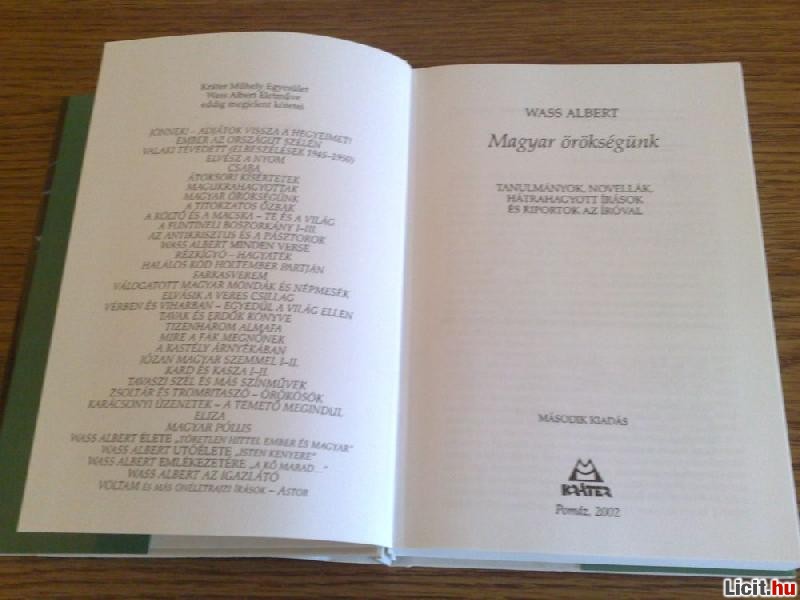 Kráter Műhely Egyesület
Wass Albert Életműve
eddig megjelent kötetei
JÖNNEK! – ADJÁTOK VISSZA A HEGYEIMET!
EMBER AZ ORSZÁGÚT SZÉLÉN
VALAKI TÉVEDETT (ELBESZÉLÉSEK 1945–1950)
ELVÉSZ A NYOM
CSABA
ÁTOKSORI KÍSÉRTETEK
MAGUKRAHAGYOTTAK
MAGYAR ÖRÖKSÉGÜNK
A TITOKZATOS ŐZBAK
A KÖLTŐ ÉS A MACSKA – TE ÉS A VILÁG
A FUNTINELI BOSZORKÁNY I–III.
AZ ANTIKRISTUS ÉS A PÁSZTOROK
WASS ALBERT MINDEN VERSE
RÉZKÍGYÓ – HAGYATÉK
HALÁLOS KÖD HOLTEMBER PARTJÁN
FARKASVEREM
VÁLOGATOTT MAGYAR MONDÁK ÉS NÉPMESÉK
ELVÁSIK A VERES CSILLAG
VÉRBEN ÉS VIHARBAN – EGYEDÜL A VILÁG ELLEN
TAVAK ÉS ERDŐK KÖNYVE
TIZENHÁROM ALMAFA
MIRE A FÁK MEGNŐNEK
A KASTÉLY ÁRNYÉKÁBAN
JÓZAN MAGYAR SZEMMEL I–II.
KARD ÉS KASZA I–II.
TAVASZI SZÉL ÉS MÁS SZÍNMŰVEK
ZSOLTÁR ÉS TROMBITASZÓ – ÖRÖKÖSÖK
KARÁCSONYI ÜZENETEK – A TEMETŐ MEGINDUL
ELIZA
MAGYAR PÓLUS
WASS ALBERT ÉLETE „TÖRETLEN HITTEL EMBER ÉS MAGYAR"
WASS ALBERT UTÓÉLETE „ISTEN KENYERE"
WASS ALBERT EMLÉKEZETÉRE „A KŐ MARAD..."
WASS ALBERT AZ IGAZLÁTÓ
VOLTAM ÉS MÁS ÖNÉLETRAJZI ÍRÁSOK – ASTOR
WASS ALBERT
Magyar örökségünk
TANULMÁNYOK, NOVELLÁK,
HÁTRAHAGYOTT ÍRÁSOK
ÉS RIPORTOK AZ ÍRÓVAL
MÁSODIK KIADÁS
KRÁTER
Pomáz, 2002
Licit.hu